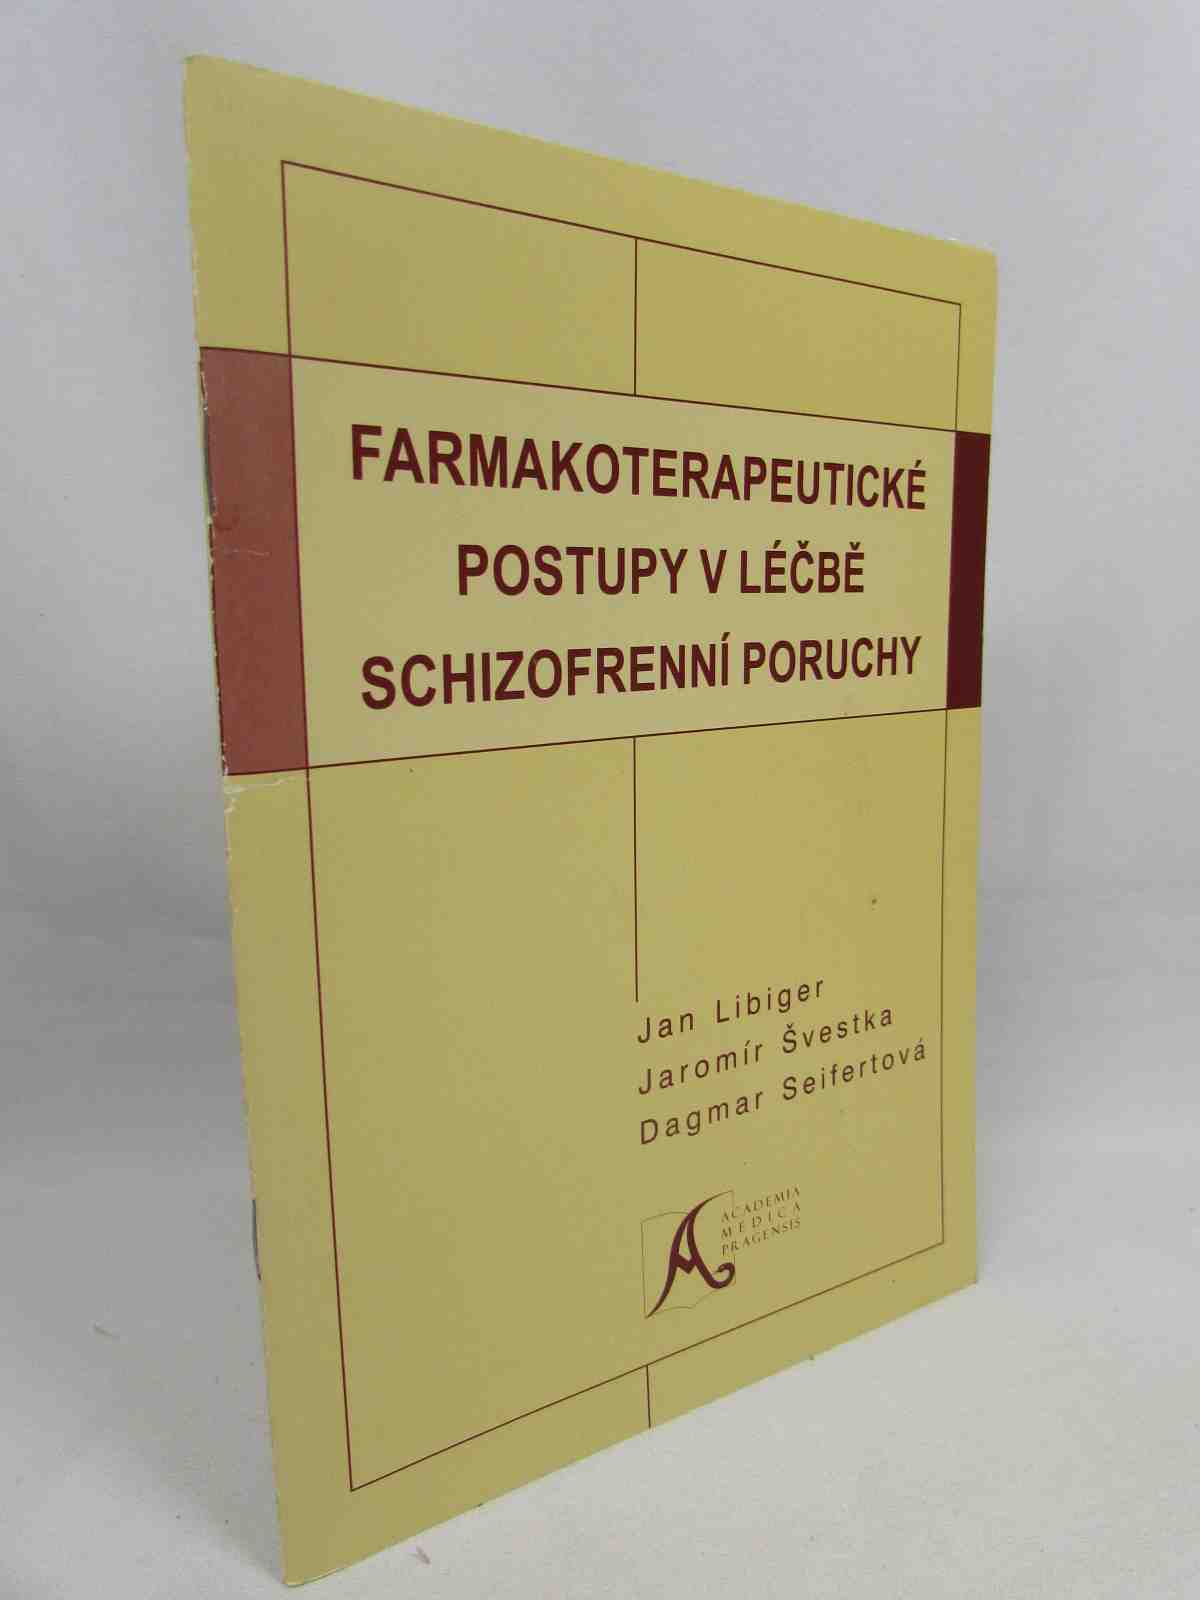 FARMAKOTERAPEUTICKÉ
POSTUPY V LÉČBĚ
SCHIZOFRENNÍ PORUCHY
Jan Libiger
Jaromír Švestka
Dagmar Seifertová
ACADEMIA
MEDICA
PRAGENSIS